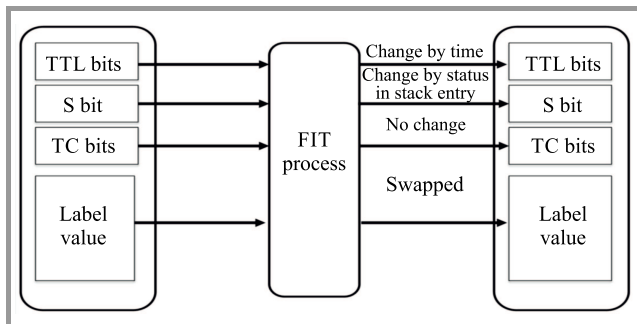 TTL bits
S bit
TC bits
Label
value
FIT
process
Change by time
Change by status
in stack entry
No change
Swapped
TTL bits
S bit
TC bits
Label
value